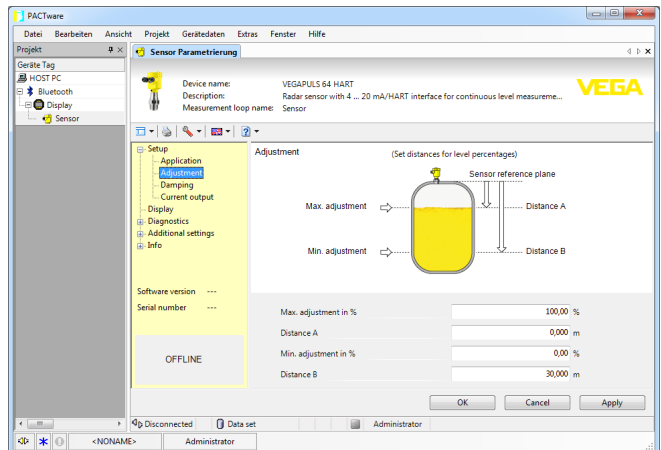 PACTware
Datei Bearbeiten Ansicht Projekt Gerätedaten Extras Fenster Hilfe
Projekt
Sensor Parametrierung
Geräte Tag
HOST PC
Bluetooth
Display
Sensor
Device name: VEGAPULS 64 HART
Description: Radar sensor with 4 ... 20 mA/HART interface for continuous level measureme...
Measurement loop name: Sensor
VEGA
Setup
Application
Adjustment
Damping
Current output
Display
Diagnostics
Additional settings
Info
Software version ---
Serial number ---
OFFLINE
Adjustment
(Set distances for level percentages)
Sensor reference plane
Max. adjustment
Distance A
Min. adjustment
Distance B
Max. adjustment in % 100,00 %
Distance A 0,000 m
Min. adjustment in % 0,00 %
Distance B 30,000 m
OK Cancel Apply
Disconnected Data set Administrator
<NONAME> Administrator